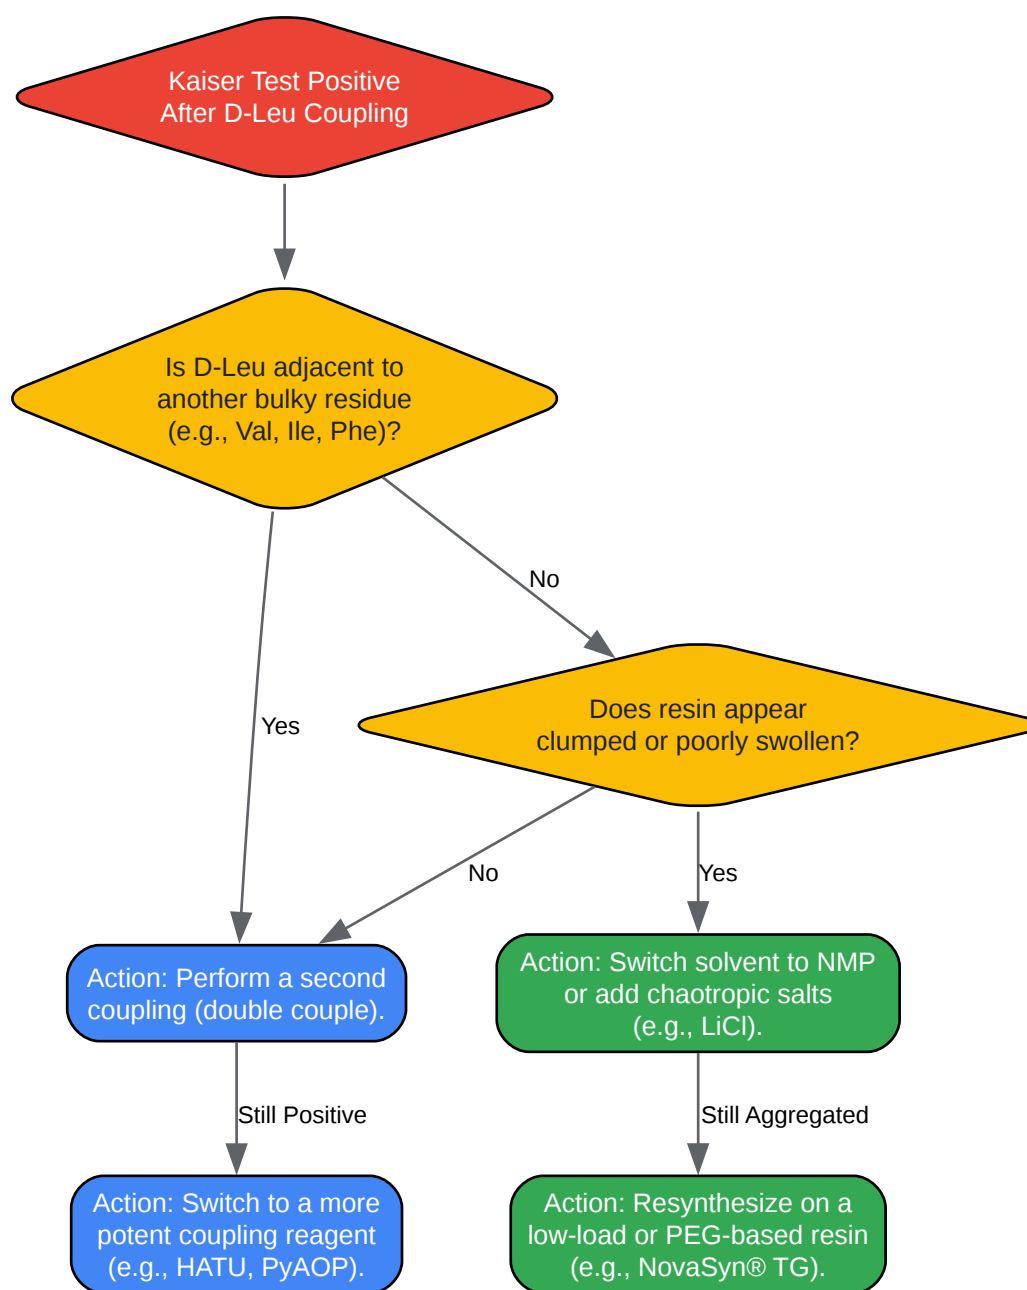 Kaiser Test Positive
After D-Leu Coupling
Is D-Leu adjacent to
another bulky residue
(e.g., Val, Ile, Phe)?
No
Does resin appear
clumped or poorly swollen?
Yes
No
Yes
Action: Perform a second
coupling (double couple).
Action: Switch solvent to NMP
or add chaotropic salts
(e.g., LiCl).
Still Positive
Still Aggregated
Action: Switch to a more
potent coupling reagent
(e.g., HATU, PyAOP).
Action: Resynthesize on a
low-load or PEG-based resin
(e.g., NovaSyn® TG).